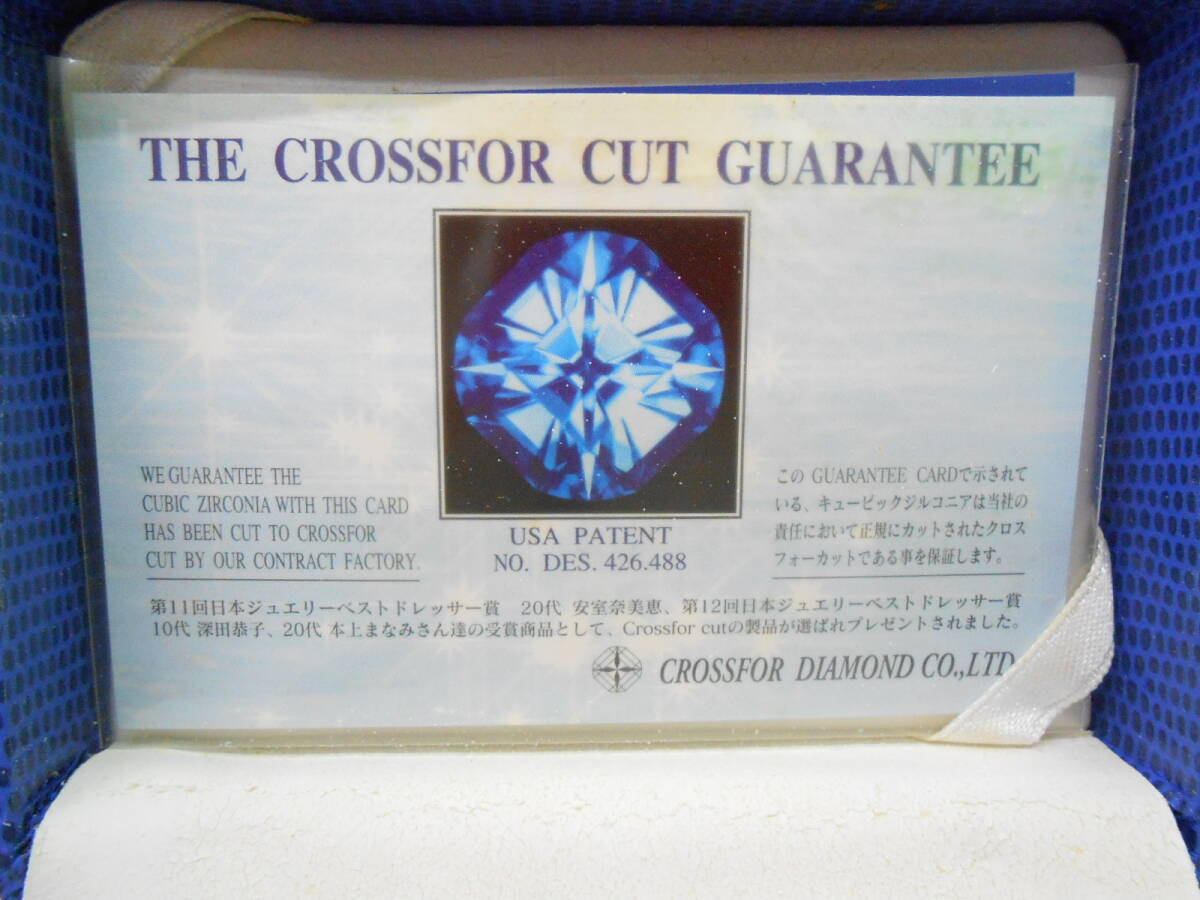 THE CROSSFOR CUT GUARANTEE
WE GUARANTEE THE
CUBIC ZIRCONIA WITH THIS CARD
HAS BEEN CUT TO CROSSFOR
CUT BY OUR CONTRACT FACTORY.
USA PATENT
NO. DES. 426.488
この GUARANTEE CARDで示されて
いる、キュービックジルコニアは当社の
責任において正規にカットされたクロス
フォーカットである事を保証します。
第11回日本ジュエリーベストドレッサー賞 20代 安室奈美恵、第12回日本ジュエリーベストドレッサー賞
10代 深田恭子、20代 本上まなみさん達の受賞商品として、Crossfor cutの製品が選ばれプレゼントされました。
CROSSFOR DIAMOND CO.,LTD